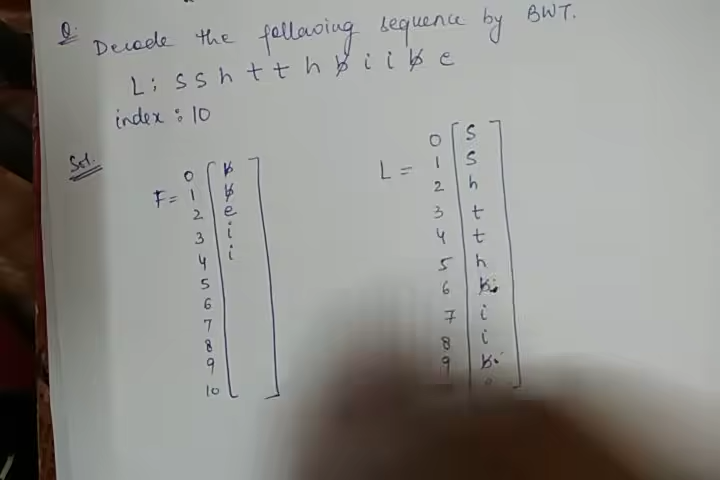 Q. Decode the following sequence by BWT.
L: s s h t t h b̸ i i b̸ e
index: 10
Sol.
F = 0 b̸
1 b̸
2 e
3 i
4 i
5
6
7
8
9
10
L = 0 s
1 s
2 h
3 t
4 t
5 h
6 b̸
7 i
8 i
9 b̸